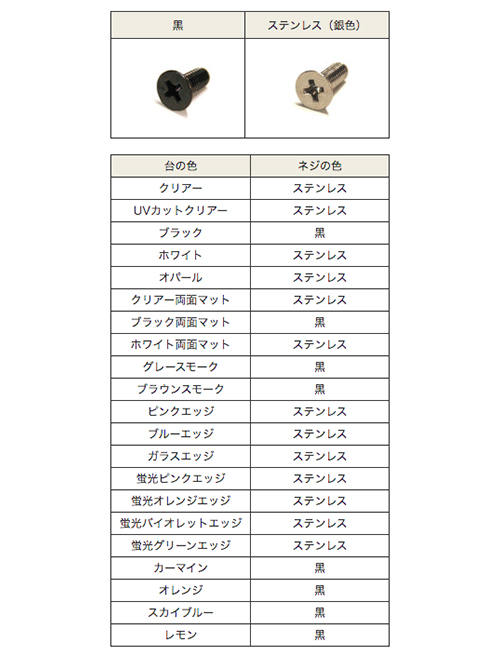 黒 ステンレス（銀色）
台の色 ネジの色
クリアー ステンレス
UVカットクリアー ステンレス
ブラック 黒
ホワイト ステンレス
オパール ステンレス
クリアー両面マット ステンレス
ブラック両面マット 黒
ホワイト両面マット ステンレス
グレースモーク 黒
ブラウンスモーク 黒
ピンクエッジ ステンレス
ブルーエッジ ステンレス
ガラスエッジ ステンレス
蛍光ピンクエッジ ステンレス
蛍光オレンジエッジ ステンレス
蛍光バイオレットエッジ ステンレス
蛍光グリーンエッジ ステンレス
カーマイン 黒
オレンジ 黒
スカイブルー 黒
レモン 黒